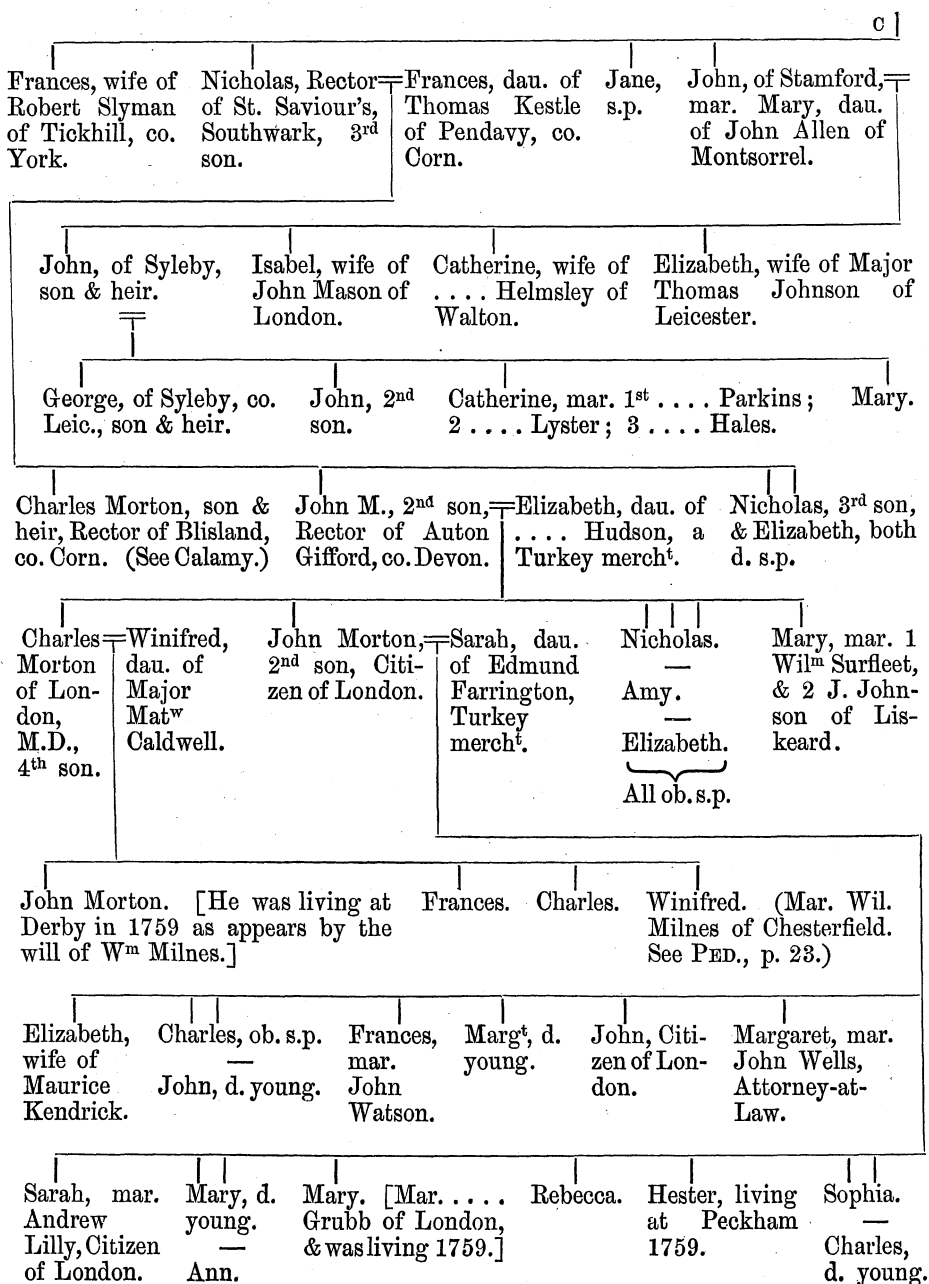 C ]
Frances, wife of
Robert Slyman
of Tickhill, co.
York.
Nicholas, Rector
of St. Saviour's,
Southwark, 3rd
son.
Frances, dau. of
Thomas Kestle
of Pendavy, co.
Corn.
Jane,
s.p.
John, of Stamford,
mar. Mary, dau.
of John Allen of
Montsorrel.
John, of Syleby,
son & heir.
Isabel, wife of
John Mason of
London.
Catherine, wife of
.... Helmsley of
Walton.
Elizabeth, wife of Major
Thomas Johnson of
Leicester.
George, of Syleby, co.
Leic., son & heir.
John, 2nd
son.
Catherine, mar. 1st .... Parkins;
2 .... Lyster; 3 .... Hales.
Mary.
Charles Morton, son &
heir, Rector of Blisland,
co. Corn. (See Calamy.)
John M., 2nd son,
Rector of Auton
Gifford, co. Devon.
Elizabeth, dau. of
.... Hudson, a
Turkey mercht.
Nicholas, 3rd son,
& Elizabeth, both
d. s.p.
Charles
Morton
of Lon-
don,
M.D.,
4th son.
Winifred,
dau. of
Major
Matw
Caldwell.
John Morton,
2nd son, Citi-
zen of London.
Sarah, dau.
of Edmund
Farrington,
Turkey
mercht.
Nicholas.
—
Amy.
—
Elizabeth.
All ob. s.p.
Mary, mar. 1
Wilm Surfleet,
& 2 J. John-
son of Lis-
keard.
John Morton. [He was living at
Derby in 1759 as appears by the
will of Wm Milnes.]
Frances.
Charles.
Winifred. (Mar. Wil.
Milnes of Chesterfield.
See PED., p. 23.)
Elizabeth,
wife of
Maurice
Kendrick.
Charles, ob. s.p.
—
John, d. young.
Frances,
mar.
John
Watson.
Margt, d.
young.
John, Citi-
zen of Lon-
don.
Margaret, mar.
John Wells,
Attorney-at-
Law.
Sarah, mar.
Andrew
Lilly, Citizen
of London.
Mary, d.
young.
—
Ann.
Mary. [Mar. ....
Grubb of London,
& was living 1759.]
Rebecca.
Hester, living
at Peckham
1759.
Sophia.
—
Charles,
d. young.